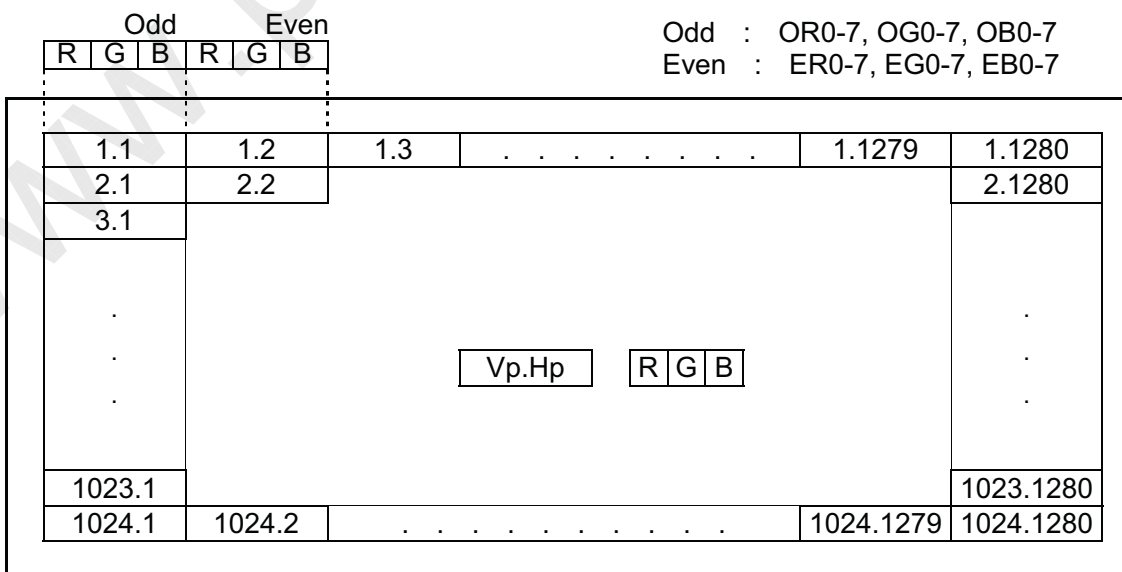 Odd Even
R G B R G B
Odd : OR0-7, OG0-7, OB0-7
Even : ER0-7, EG0-7, EB0-7
1.1 1.2 1.3 . . . . . . . . 1.1279 1.1280
2.1 2.2 2.1280
3.1
. .
. .
Vp.Hp R G B
. .
1023.1 1023.1280
1024.1 1024.2 . . . . . . . . . . 1024.1279 1024.1280